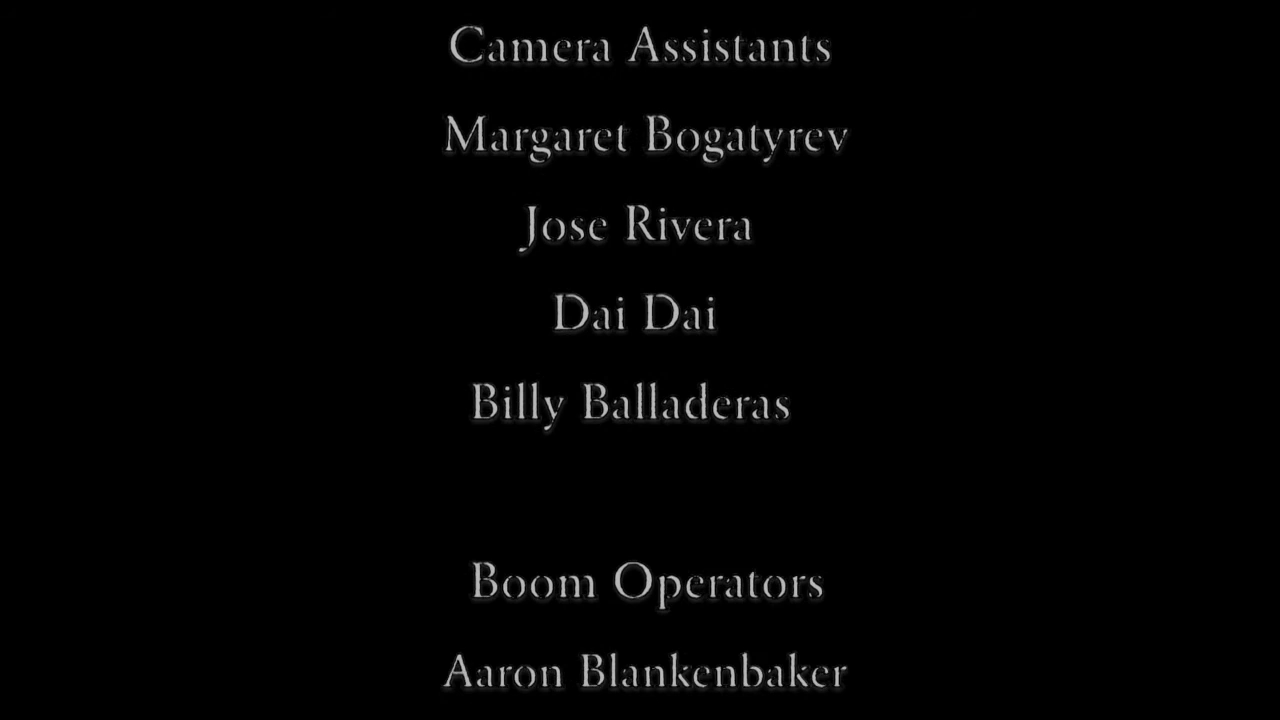 Camera Assistants
Margaret Bogatyrev
Jose Rivera
Dai Dai
Billy Balladeras
Boom Operators
Aaron Blankenbaker